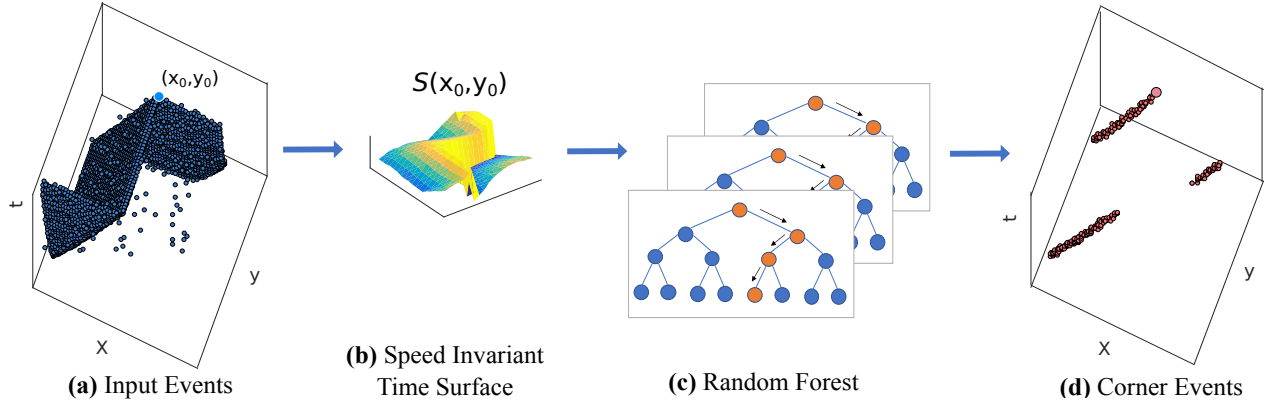 (x₀,y₀)
t
X
y
(a) Input Events
S(x₀,y₀)
(b) Speed Invariant
Time Surface
(c) Random Forest
t
X
y
(d) Corner Events